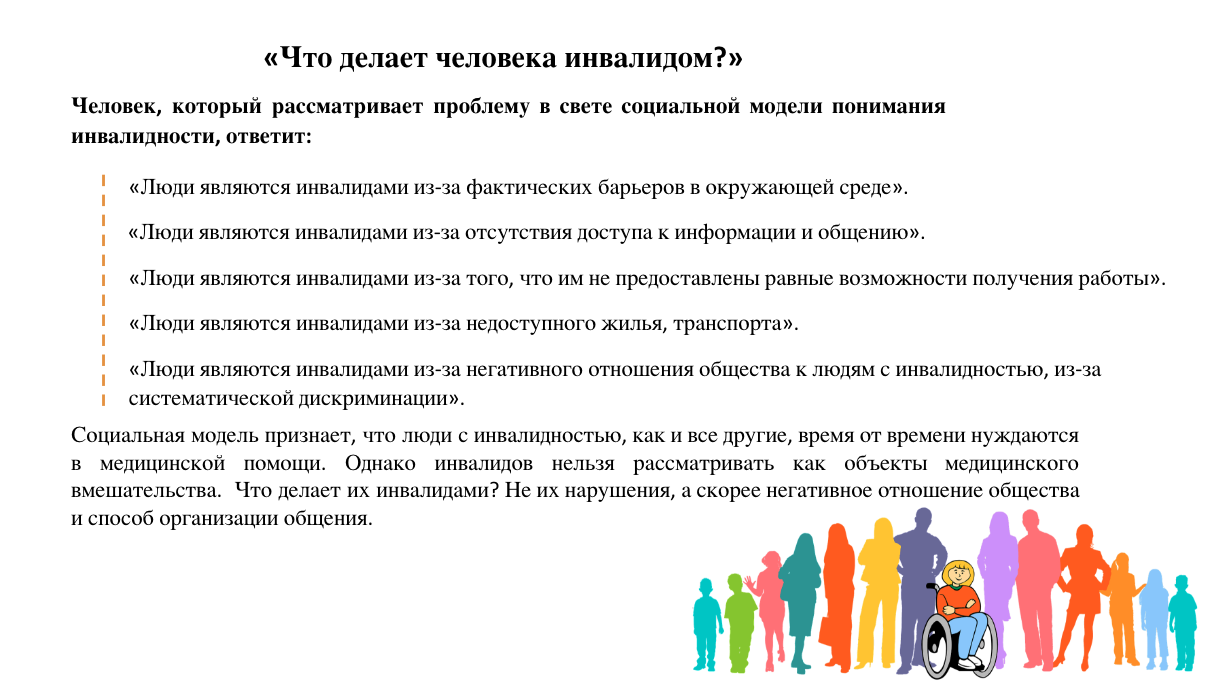 «Что делает человека инвалидом?»
Человек, который рассматривает проблему в свете социальной модели понимания
инвалидности, ответит:
«Люди являются инвалидами из-за фактических барьеров в окружающей среде».
«Люди являются инвалидами из-за отсутствия доступа к информации и общению».
«Люди являются инвалидами из-за того, что им не предоставлены равные возможности получения работы».
«Люди являются инвалидами из-за недоступного жилья, транспорта».
«Люди являются инвалидами из-за негативного отношения общества к людям с инвалидностью, из-за
систематической дискриминации».
Социальная модель признает, что люди с инвалидностью, как и все другие, время от времени нуждаются
в медицинской помощи. Однако инвалидов нельзя рассматривать как объекты медицинского
вмешательства. Что делает их инвалидами? Не их нарушения, а скорее негативное отношение общества
и способ организации общения.